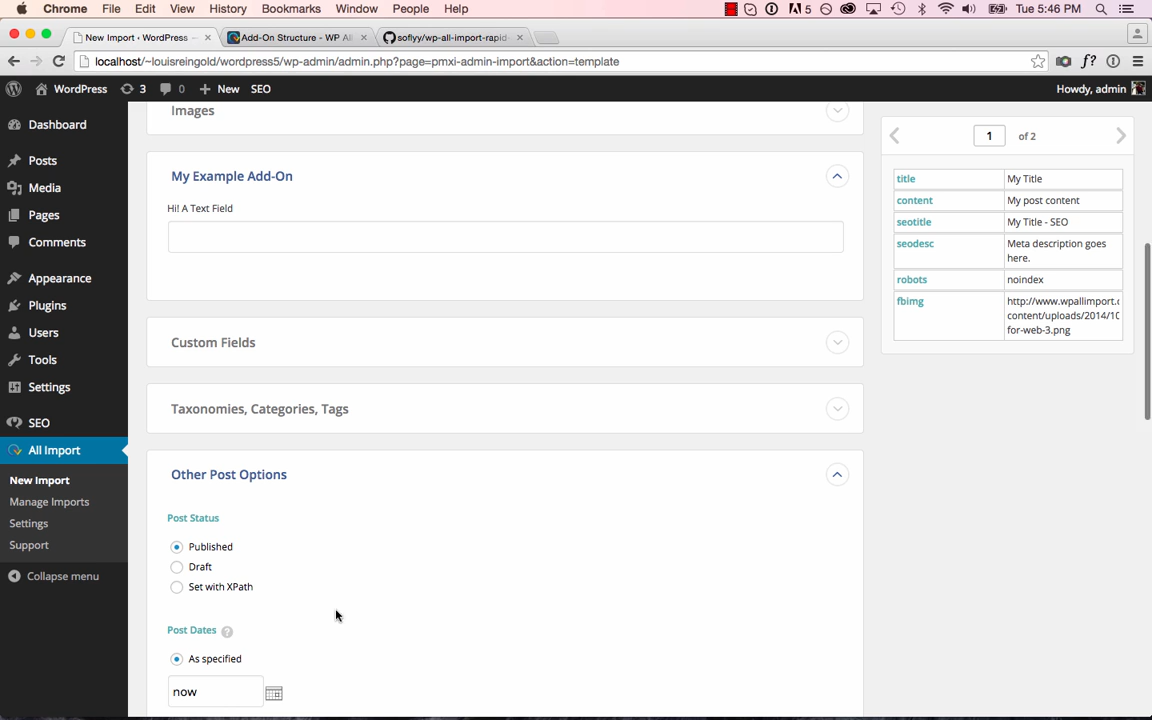 Chrome File Edit View History Bookmarks Window People Help 5 Tue 5:46 PM
New Import ‹ WordPress × Add-On Structure - WP All × soflyy/wp-all-import-rapid- ×
localhost/~louisreingold/wordpress5/wp-admin/admin.php?page=pmxi-admin-import&action=template f?
WordPress 3 0 New SEO Howdy, admin
Dashboard
Posts
Media
Pages
Comments
Appearance
Plugins
Users
Tools
Settings
SEO
All Import
New Import
Manage Imports
Settings
Support
Collapse menu
Images
My Example Add-On
Hi! A Text Field
Custom Fields
Taxonomies, Categories, Tags
Other Post Options
Post Status
Published
Draft
Set with XPath
Post Dates ?
As specified
now
1 of 2
title My Title
content My post content
seotitle My Title - SEO
seodesc Meta description goes
here.
robots noindex
fbimg http://www.wpallimport.c
content/uploads/2014/10
for-web-3.png